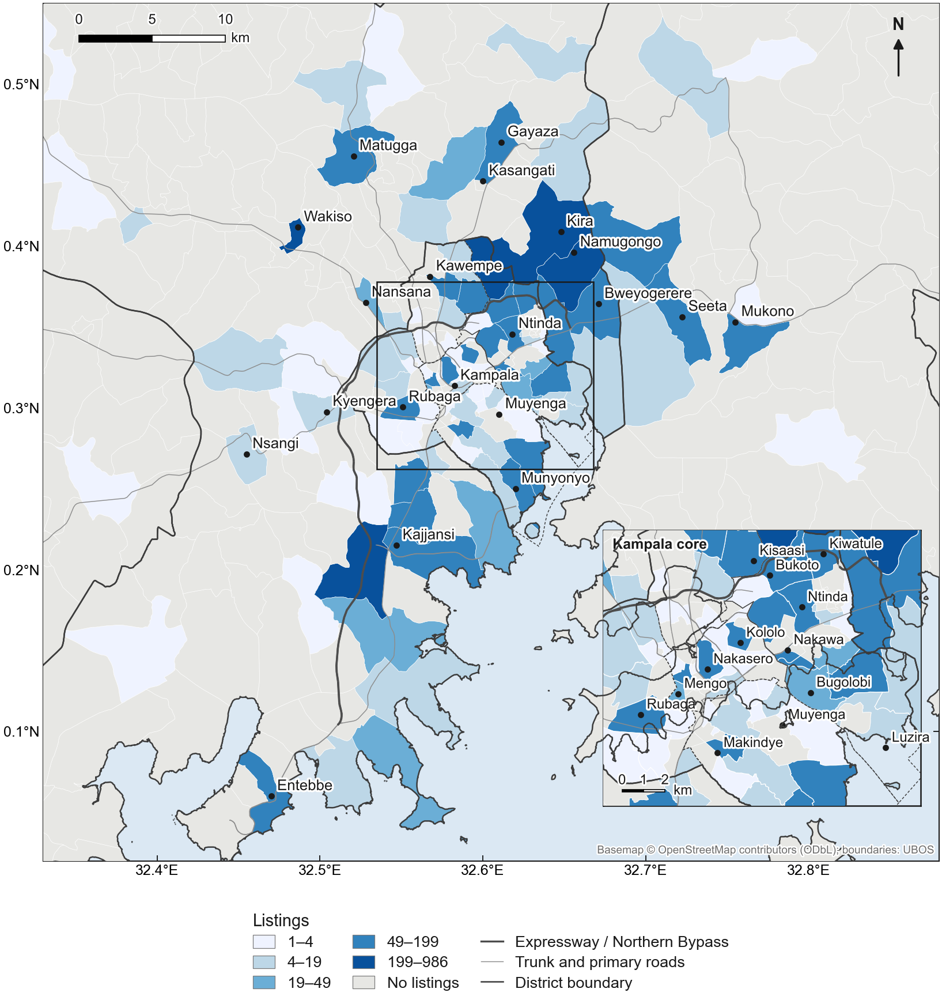 0 5 10
km
N
0.5°N
0.4°N
0.3°N
0.2°N
0.1°N
Gayaza
Matugga
Kasangati
Wakiso
Kira
Namugongo
Kawempe
Nansana
Bweyogerere
Seeta
Mukono
Ntinda
Kampala
Kyengera
Rubaga
Muyenga
Nsangi
Munyonyo
Kajjansi
Entebbe
Kampala core
Kisaasi
Kiwatule
Bukoto
Ntinda
Kololo
Nakawa
Nakasero
Mengo
Bugolobi
Rubaga
Muyenga
Luzira
Makindye
0 1 2
km
Basemap © OpenStreetMap contributors (ODbL); boundaries: UBOS
32.4°E 32.5°E 32.6°E 32.7°E 32.8°E
Listings
1–4
4–19
19–49
49–199
199–986
No listings
Expressway / Northern Bypass
Trunk and primary roads
District boundary